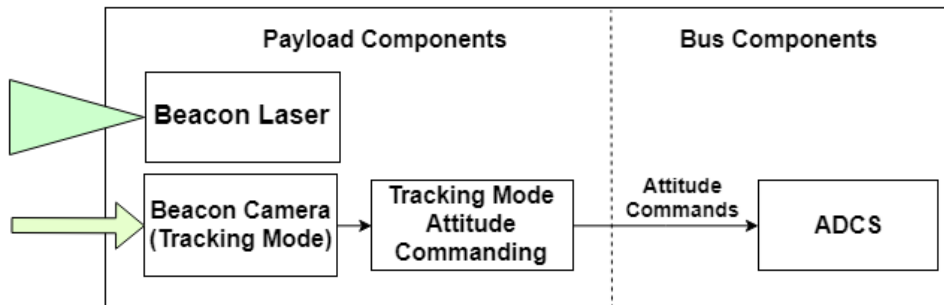 Payload Components
Bus Components
Beacon Laser
Beacon Camera
(Tracking Mode)
Tracking Mode
Attitude
Commanding
Attitude
Commands
ADCS